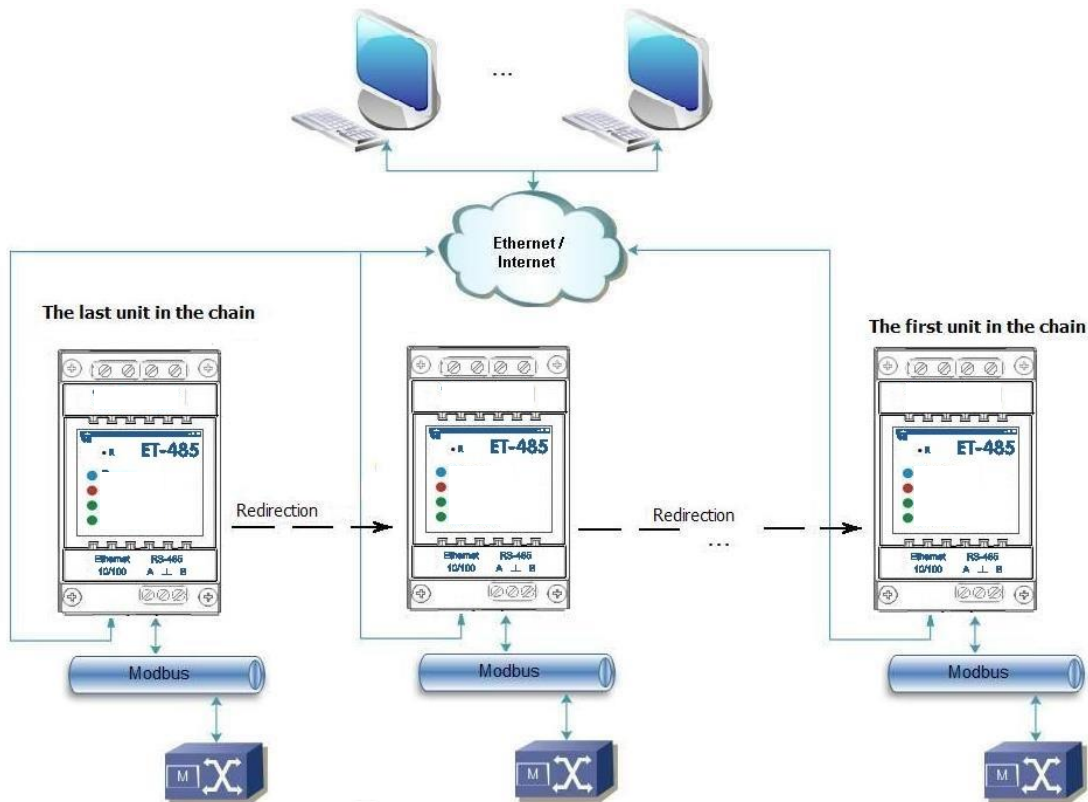 ...
Ethernet /
Internet
The last unit in the chain
The first unit in the chain
R ET-485
R ET-485
R ET-485
Redirection
Redirection
...
Ethernet RS-485
10/100 A ⊥ B
Ethernet RS-485
10/100 A ⊥ B
Ethernet RS-485
10/100 A ⊥ B
Modbus
Modbus
Modbus
M
M
M